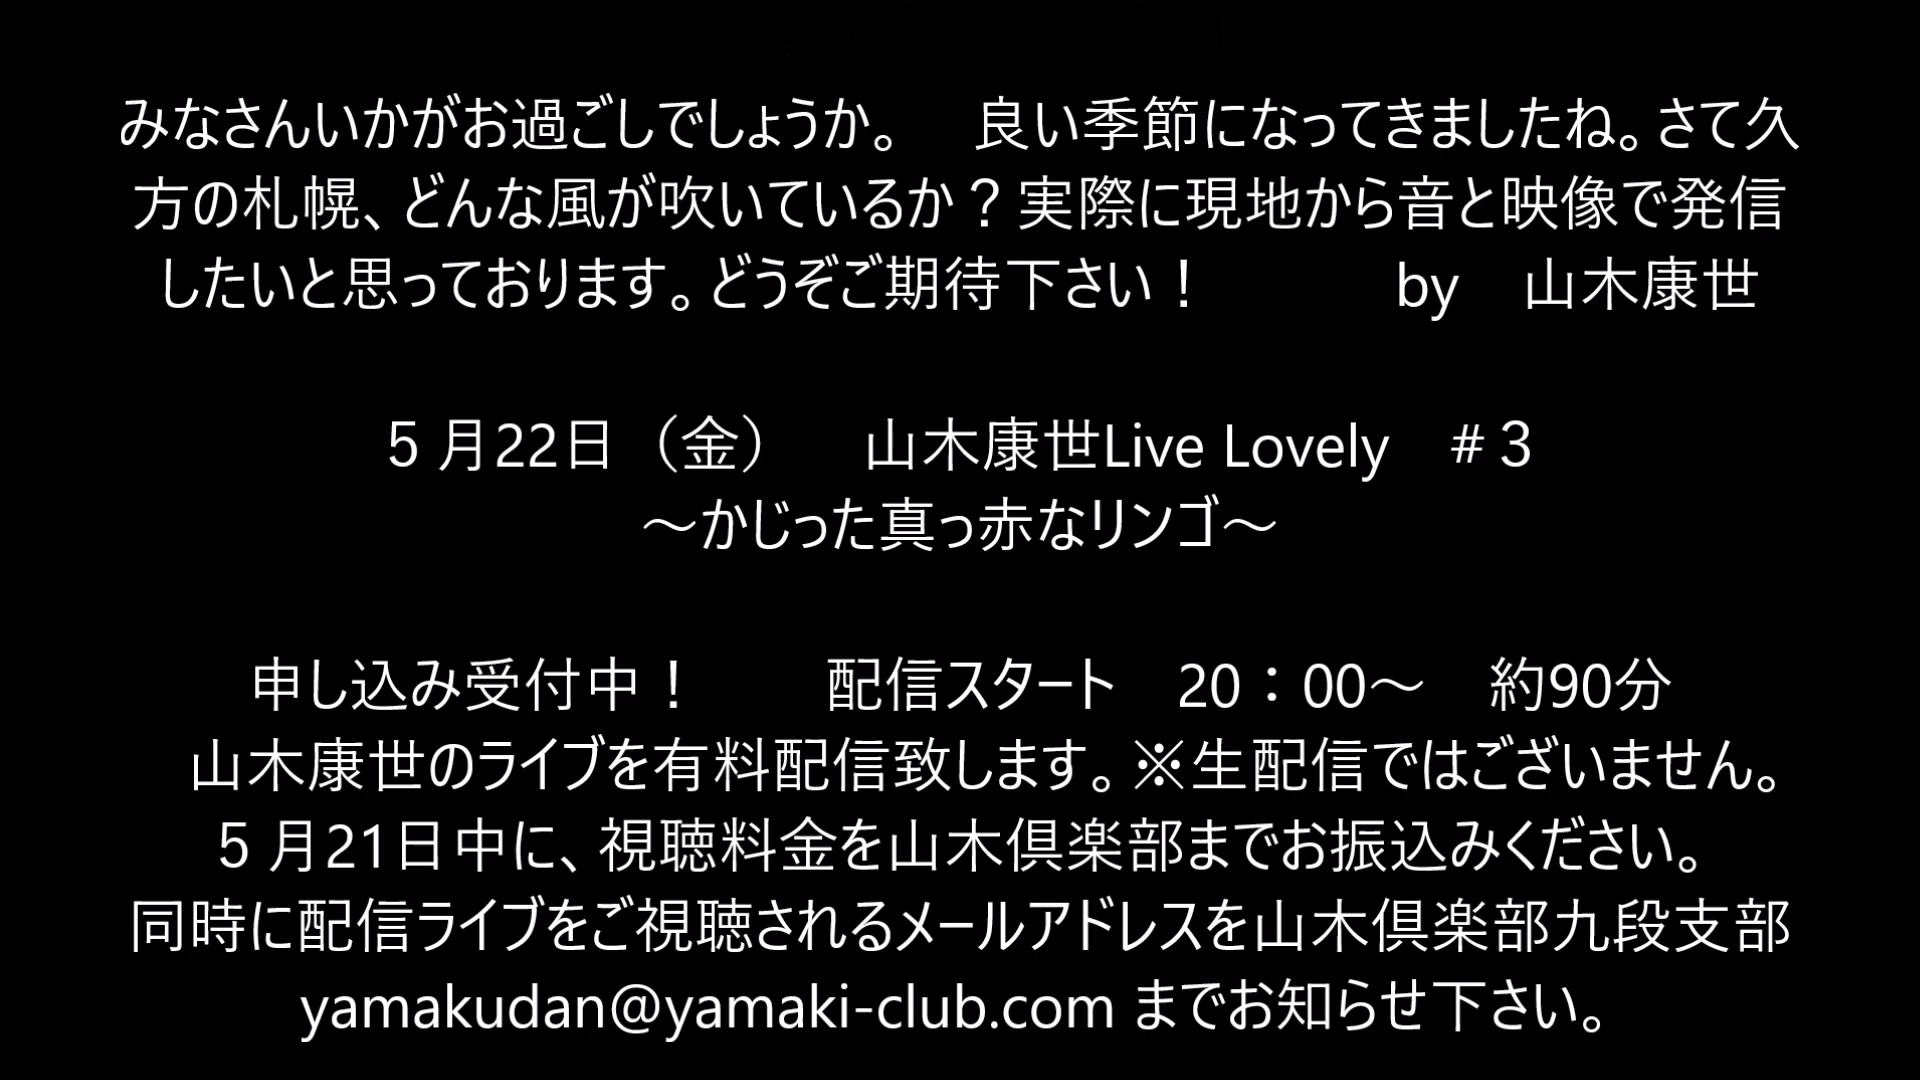 みなさんいかがお過ごしでしょうか。　良い季節になってきましたね。さて久
方の札幌、どんな風が吹いているか？実際に現地から音と映像で発信
したいと思っております。どうぞご期待下さい！　　　by　山木康世
５月22日（金）　山木康世Live Lovely　＃３
～かじった真っ赤なリンゴ～
申し込み受付中！　　配信スタート　20：00～　約90分
山木康世のライブを有料配信致します。※生配信ではございません。
５月21日中に、視聴料金を山木倶楽部までお振込みください。
同時に配信ライブをご視聴されるメールアドレスを山木倶楽部九段支部
yamakudan@yamaki-club.com までお知らせ下さい。